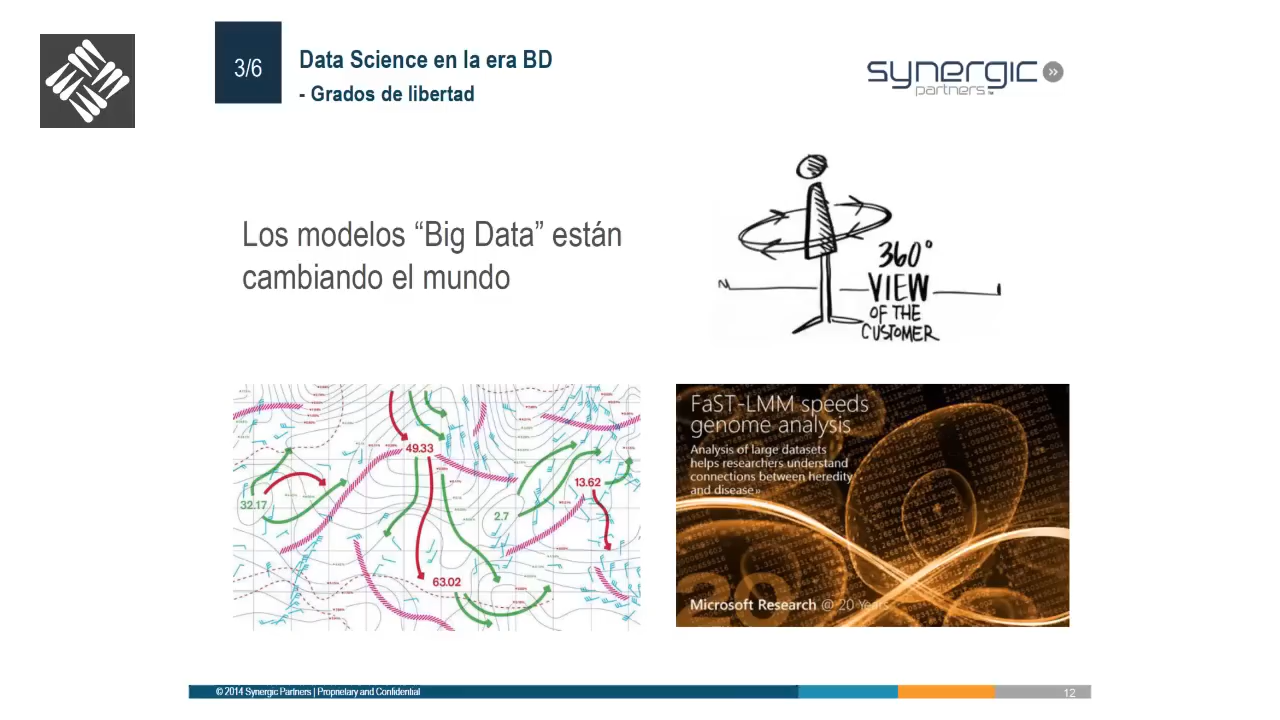 3/6
Data Science en la era BD
- Grados de libertad
synergic
partners
Los modelos “Big Data” están
cambiando el mundo
360°
VIEW
OF THE
CUSTOMER
49.33
32.17
13.62
2.7
63.02
FaST-LMM speeds
genome analysis
Analysis of large datasets
helps researchers understand
connections between heredity
and disease»
20
Microsoft Research @ 20 Years
© 2014 Synergic Partners | Proprietary and Confidential
12